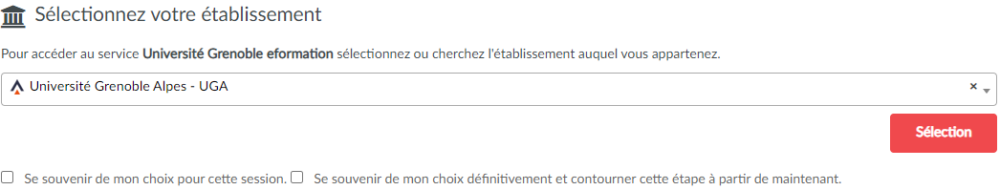 Sélectionnez votre établissement
Pour accéder au service Université Grenoble eformation sélectionnez ou cherchez l'établissement auquel vous appartenez.
Université Grenoble Alpes - UGA
Sélection
Se souvenir de mon choix pour cette session. Se souvenir de mon choix définitivement et contourner cette étape à partir de maintenant.